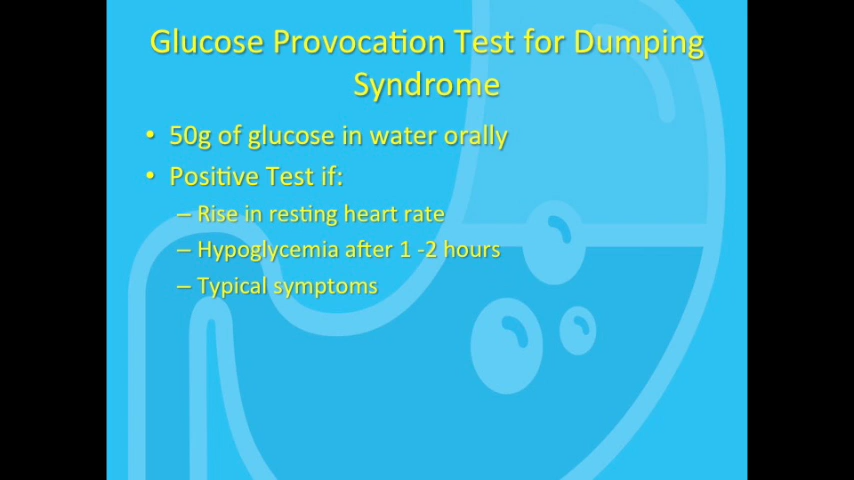 Glucose Provocation Test for Dumping
Syndrome
• 50g of glucose in water orally
• Positive Test if:
– Rise in resting heart rate
– Hypoglycemia after 1 -2 hours
– Typical symptoms